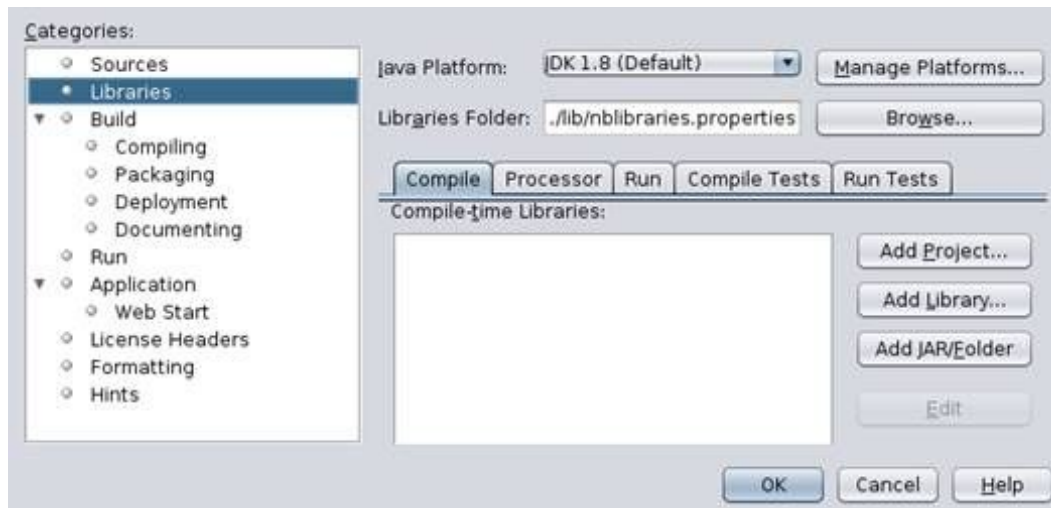 Categories:
Sources
Libraries
Build
Compiling
Packaging
Deployment
Documenting
Run
Application
Web Start
License Headers
Formatting
Hints
Java Platform: JDK 1.8 (Default) Manage Platforms...
Libraries Folder: ./lib/nblibraries.properties Browse...
Compile Processor Run Compile Tests Run Tests
Compile-time Libraries:
Add Project...
Add Library...
Add JAR/Folder
Edit
OK Cancel Help